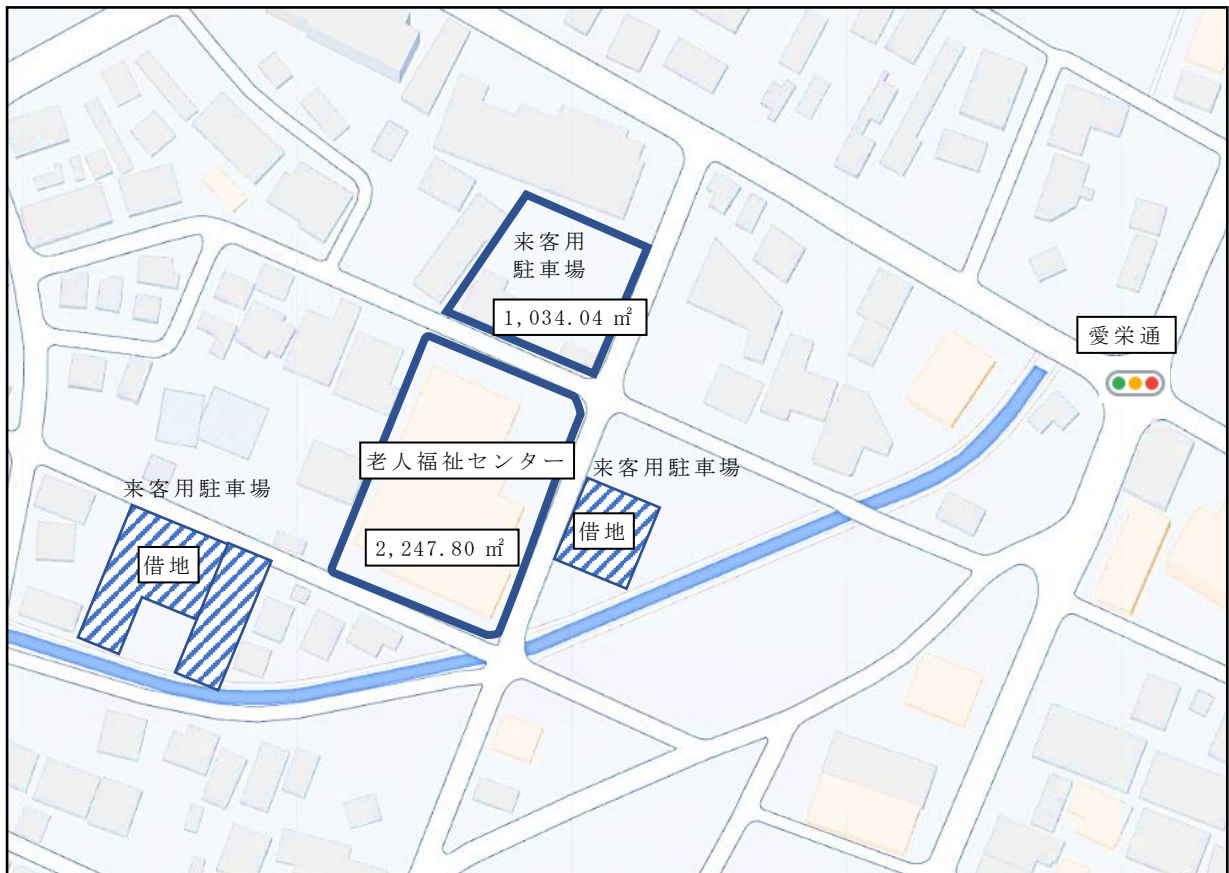 来客用
駐車場
1,034.04 ㎡
愛栄通
老人福祉センター
来客用駐車場
来客用駐車場
借地
2,247.80 ㎡
借地